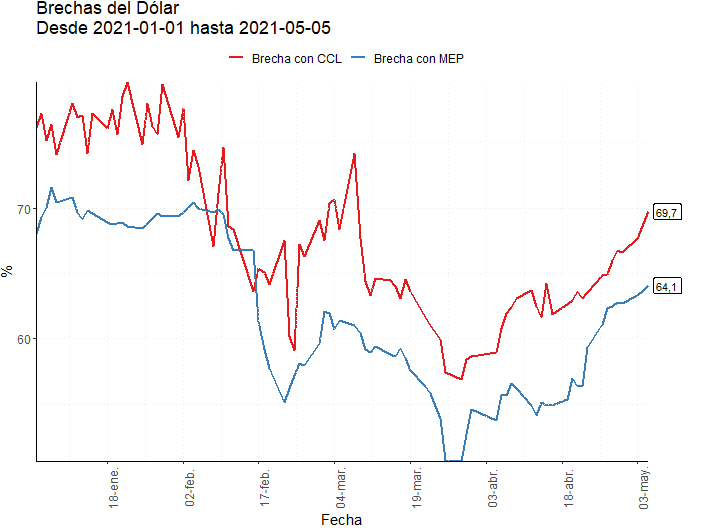 Brechas del Dólar
Desde 2021-01-01 hasta 2021-05-05
Brecha con CCL Brecha con MEP
%
70
60
69,7
64,1
18-ene.
02-feb.
17-feb.
04-mar.
19-mar.
03-abr.
18-abr.
03-may.
Fecha